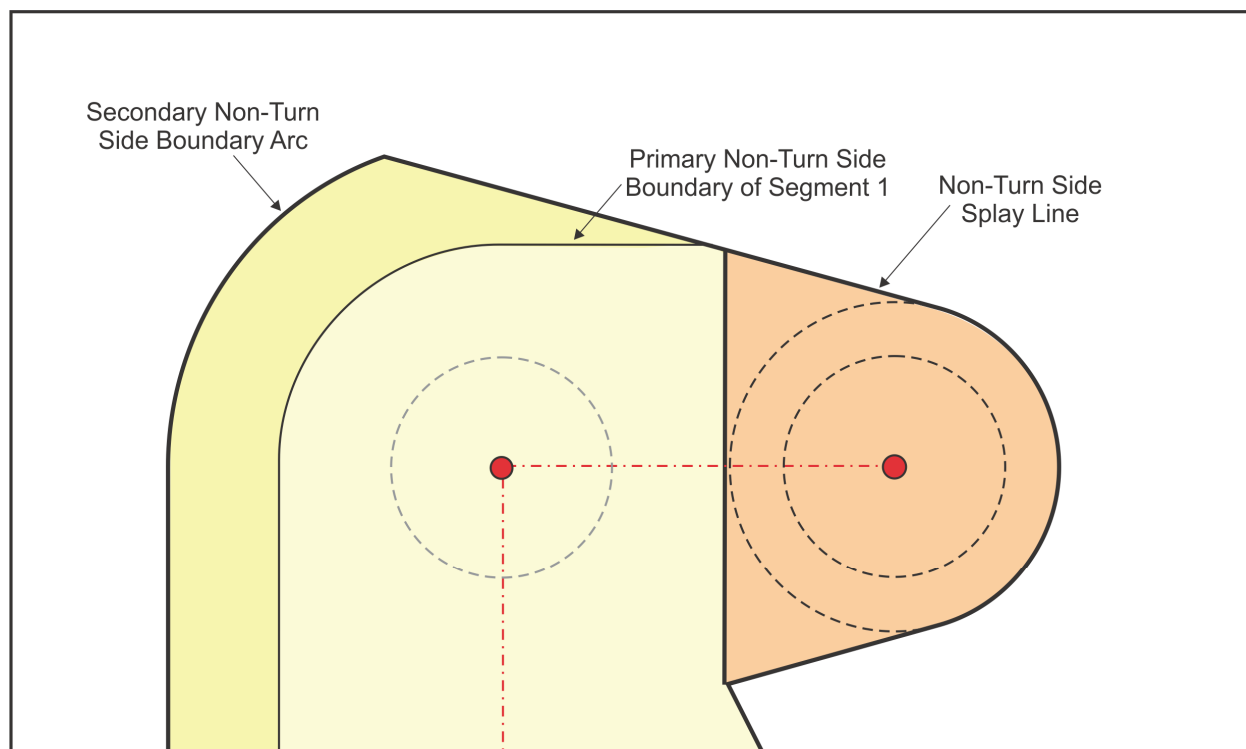 Secondary Non-Turn
Side Boundary Arc
Primary Non-Turn Side
Boundary of Segment 1
Non-Turn Side
Splay Line